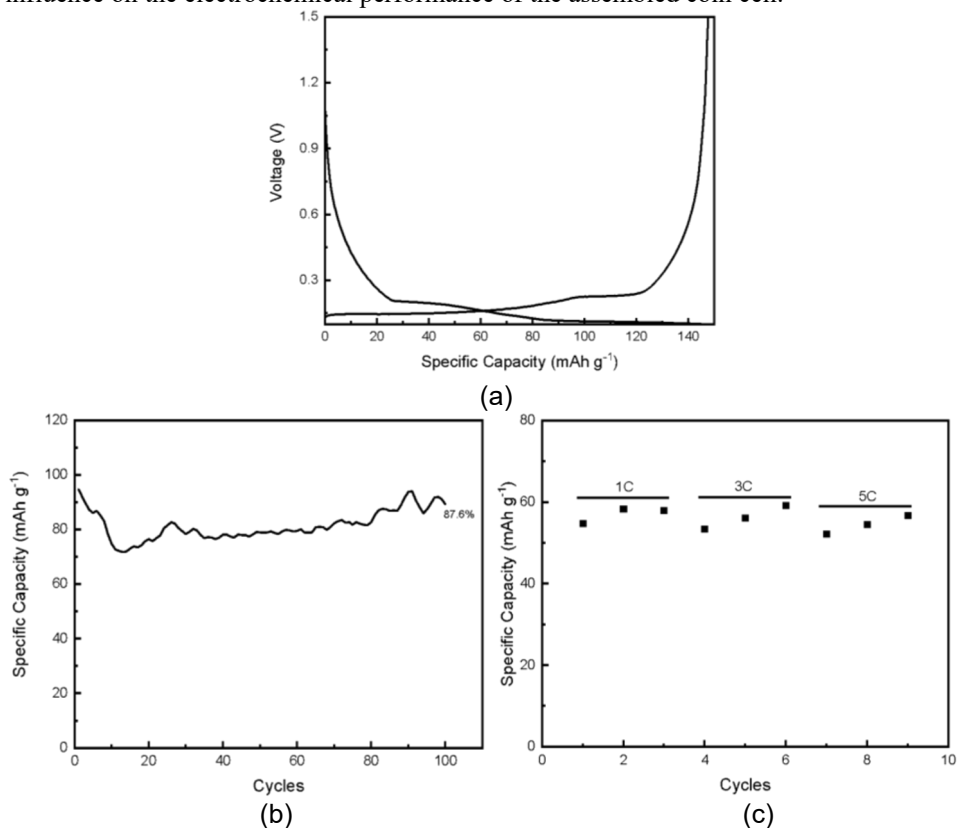 influence on the electrochemical performance of the assembled coin cell.
1.5
1.2
0.9
0.6
0.3
Voltage (V)
0 20 40 60 80 100 120 140
Specific Capacity (mAh g⁻¹)
(a)
120
100
80
60
40
20
0
Specific Capacity (mAh g⁻¹)
87.6%
0 20 40 60 80 100
Cycles
(b)
80
60
40
20
0
Specific Capacity (mAh g⁻¹)
1C 3C 5C
0 2 4 6 8 10
Cycles
(c)